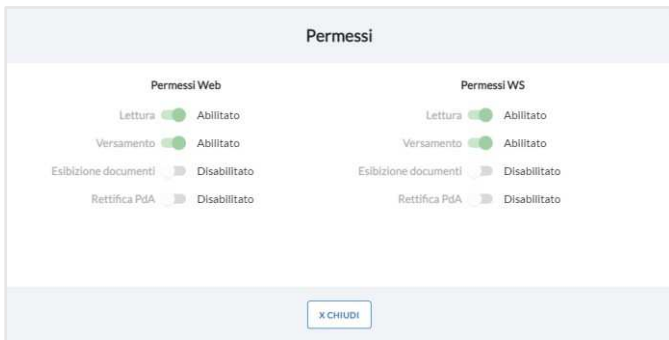 Permessi
Permessi Web
Lettura Abilitato
Versamento Abilitato
Esibizione documenti Disabilitato
Rettifica PdA Disabilitato
Permessi WS
Lettura Abilitato
Versamento Abilitato
Esibizione documenti Disabilitato
Rettifica PdA Disabilitato
X CHIUDI